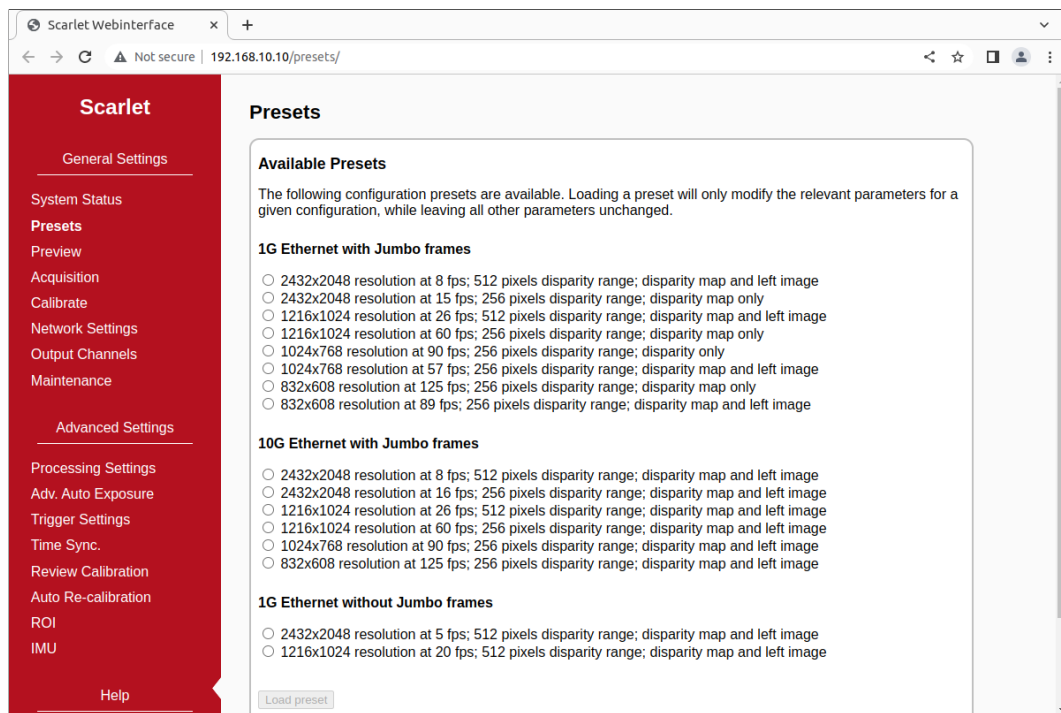 Scarlet Webinterface
Not secure | 192.168.10.10/presets/
Scarlet
General Settings
System Status
Presets
Preview
Acquisition
Calibrate
Network Settings
Output Channels
Maintenance
Advanced Settings
Processing Settings
Adv. Auto Exposure
Trigger Settings
Time Sync.
Review Calibration
Auto Re-calibration
ROI
IMU
Help
Presets
Available Presets
The following configuration presets are available. Loading a preset will only modify the relevant parameters for a
given configuration, while leaving all other parameters unchanged.
1G Ethernet with Jumbo frames
2432x2048 resolution at 8 fps; 512 pixels disparity range; disparity map and left image
2432x2048 resolution at 15 fps; 256 pixels disparity range; disparity map only
1216x1024 resolution at 26 fps; 512 pixels disparity range; disparity map and left image
1216x1024 resolution at 60 fps; 256 pixels disparity range; disparity map only
1024x768 resolution at 90 fps; 256 pixels disparity range; disparity only
1024x768 resolution at 57 fps; 256 pixels disparity range; disparity map and left image
832x608 resolution at 125 fps; 256 pixels disparity range; disparity map only
832x608 resolution at 89 fps; 256 pixels disparity range; disparity map and left image
10G Ethernet with Jumbo frames
2432x2048 resolution at 8 fps; 512 pixels disparity range; disparity map and left image
2432x2048 resolution at 16 fps; 256 pixels disparity range; disparity map and left image
1216x1024 resolution at 26 fps; 512 pixels disparity range; disparity map and left image
1216x1024 resolution at 60 fps; 256 pixels disparity range; disparity map and left image
1024x768 resolution at 90 fps; 256 pixels disparity range; disparity map and left image
832x608 resolution at 125 fps; 256 pixels disparity range; disparity map and left image
1G Ethernet without Jumbo frames
2432x2048 resolution at 5 fps; 512 pixels disparity range; disparity map and left image
1216x1024 resolution at 20 fps; 512 pixels disparity range; disparity map and left image
Load preset